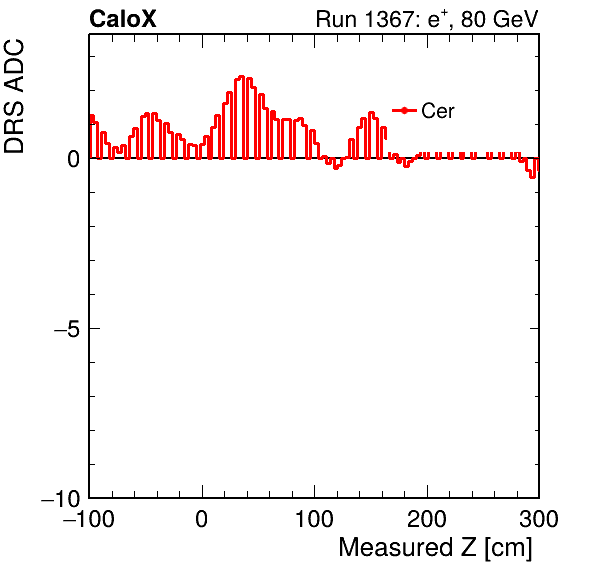 CaloX Run 1367: e⁺, 80 GeV
DRS ADC
Cer
0
−5
−10
−100 0 100 200 300
Measured Z [cm]